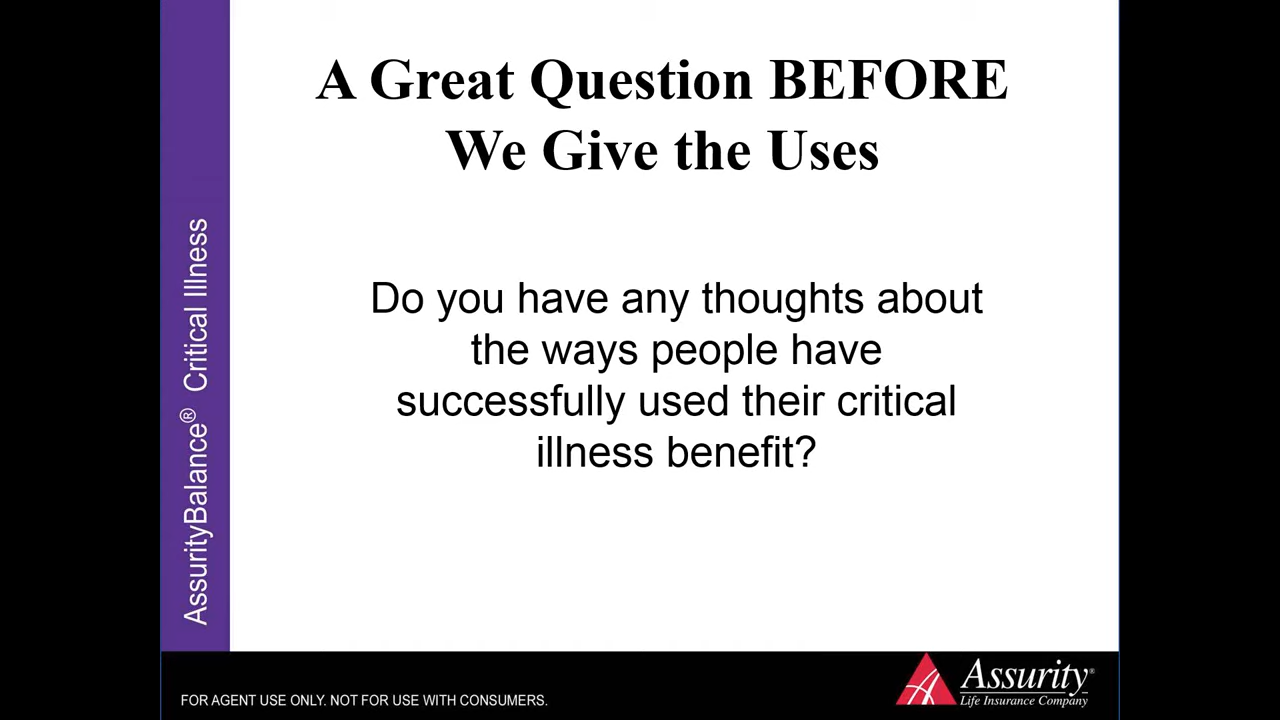 A Great Question BEFORE
We Give the Uses
Do you have any thoughts about
the ways people have
successfully used their critical
illness benefit?
AssurityBalance® Critical Illness
FOR AGENT USE ONLY. NOT FOR USE WITH CONSUMERS.
Assurity®
Life Insurance Company